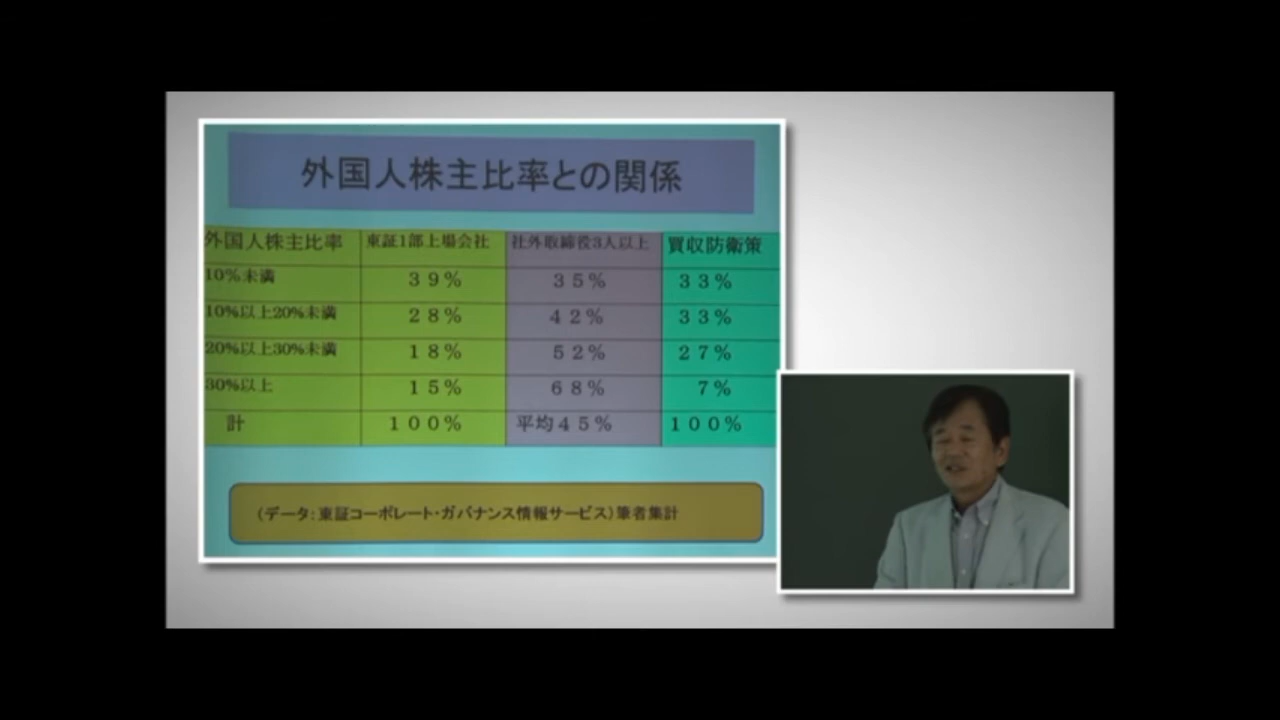 外国人株主比率との関係
外国人株主比率 東証1部上場会社 社外取締役3人以上 買収防衛策
10%未満 39% 35% 33%
10%以上20%未満 28% 42% 33%
20%以上30%未満 18% 52% 27%
30%以上 15% 68% 7%
計 100% 平均45% 100%
(データ:東証コーポレート・ガバナンス情報サービス)筆者集計